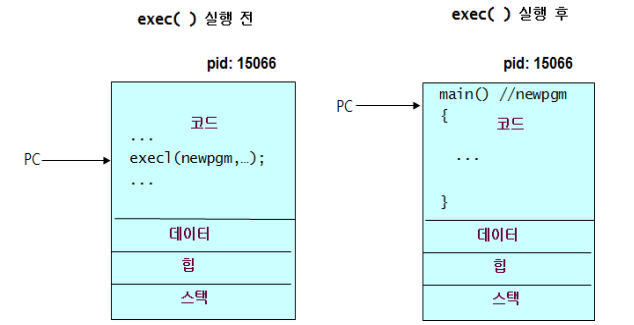 exec( ) 실행 전
pid: 15066
PC
코드
...
execl(newpgm,…);
...
데이터
힙
스택
exec( ) 실행 후
pid: 15066
PC
main() //newpgm
{
코드
...
}
데이터
힙
스택